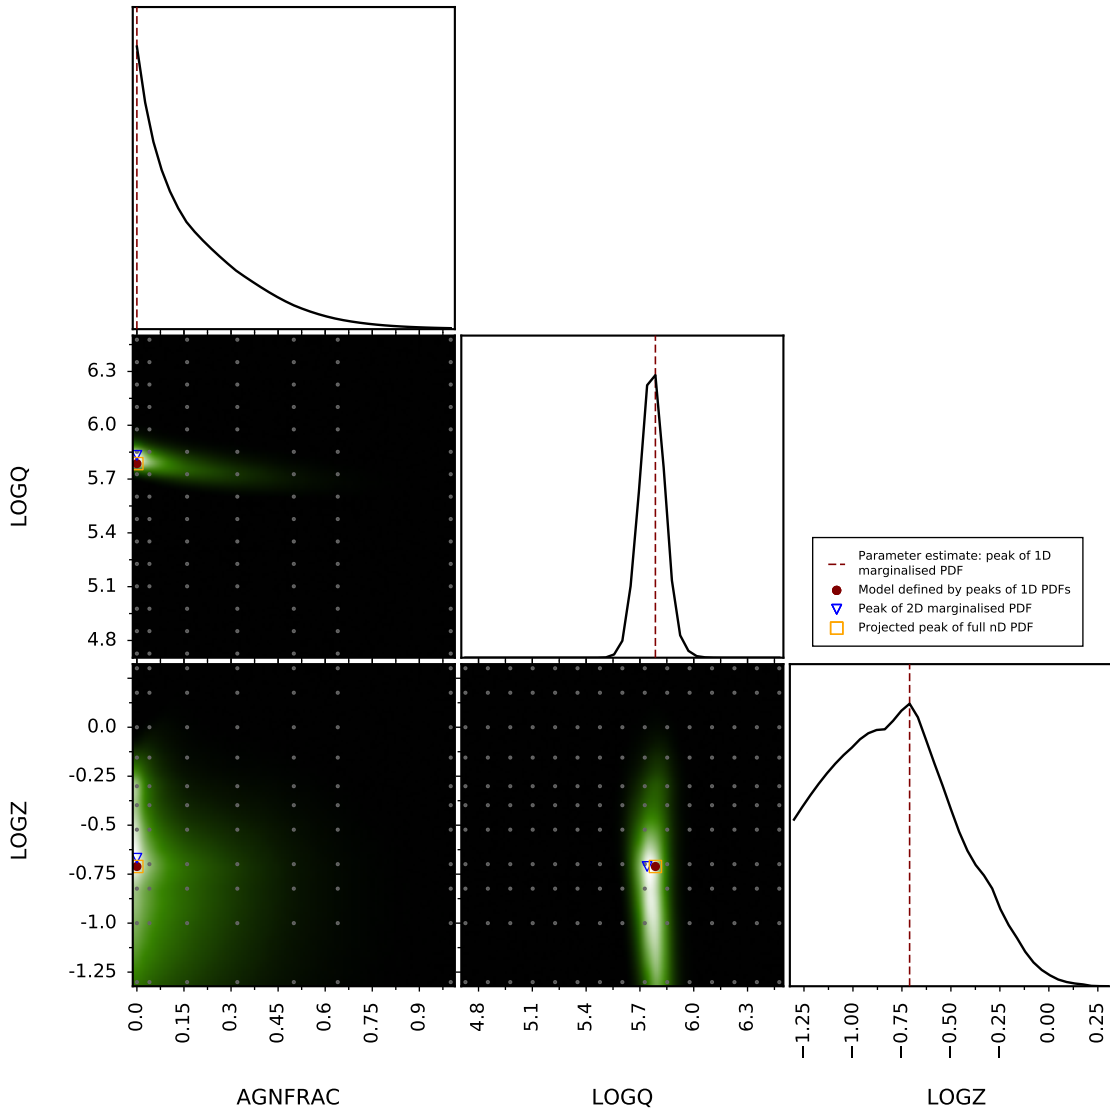 6.3
6.0
5.7
5.4
5.1
4.8
LOGQ
Parameter estimate: peak of 1D
marginalised PDF
Model defined by peaks of 1D PDFs
Peak of 2D marginalised PDF
Projected peak of full nD PDF
0.0
-0.25
-0.5
-0.75
-1.0
-1.25
LOGZ
0.0 0.15 0.3 0.45 0.6 0.75 0.9
4.8 5.1 5.4 5.7 6.0 6.3
−1.25 −1.00 −0.75 −0.50 −0.25 0.00 0.25
AGNFRAC LOGQ LOGZ